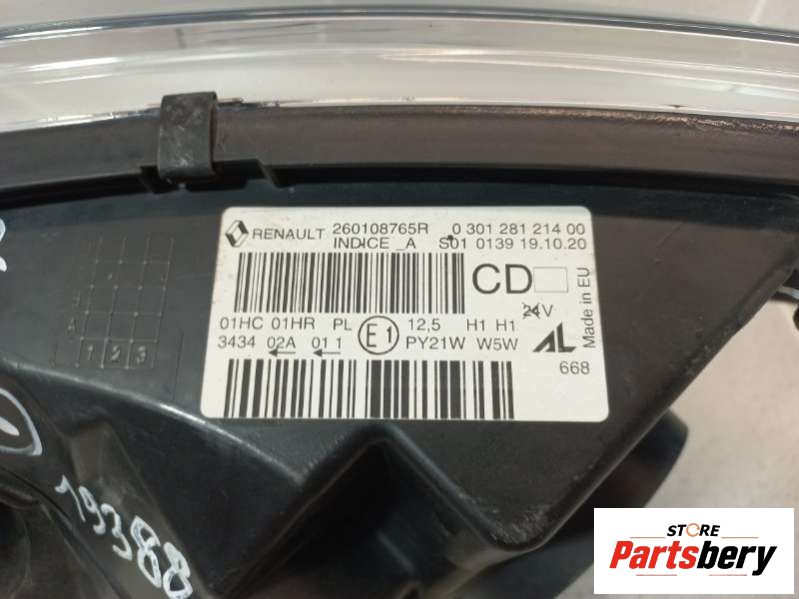 RENAULT 260108765R 0 301 281 214 00
INDICE _A S01 0139 19.10.20
CD
Made in EU
01HC 01HR PL E1 12,5 H1 H1 24V
3434 02A 01 1 PY21W W5W AL
668
A
1 2 3
19388
STORE
Partsbery